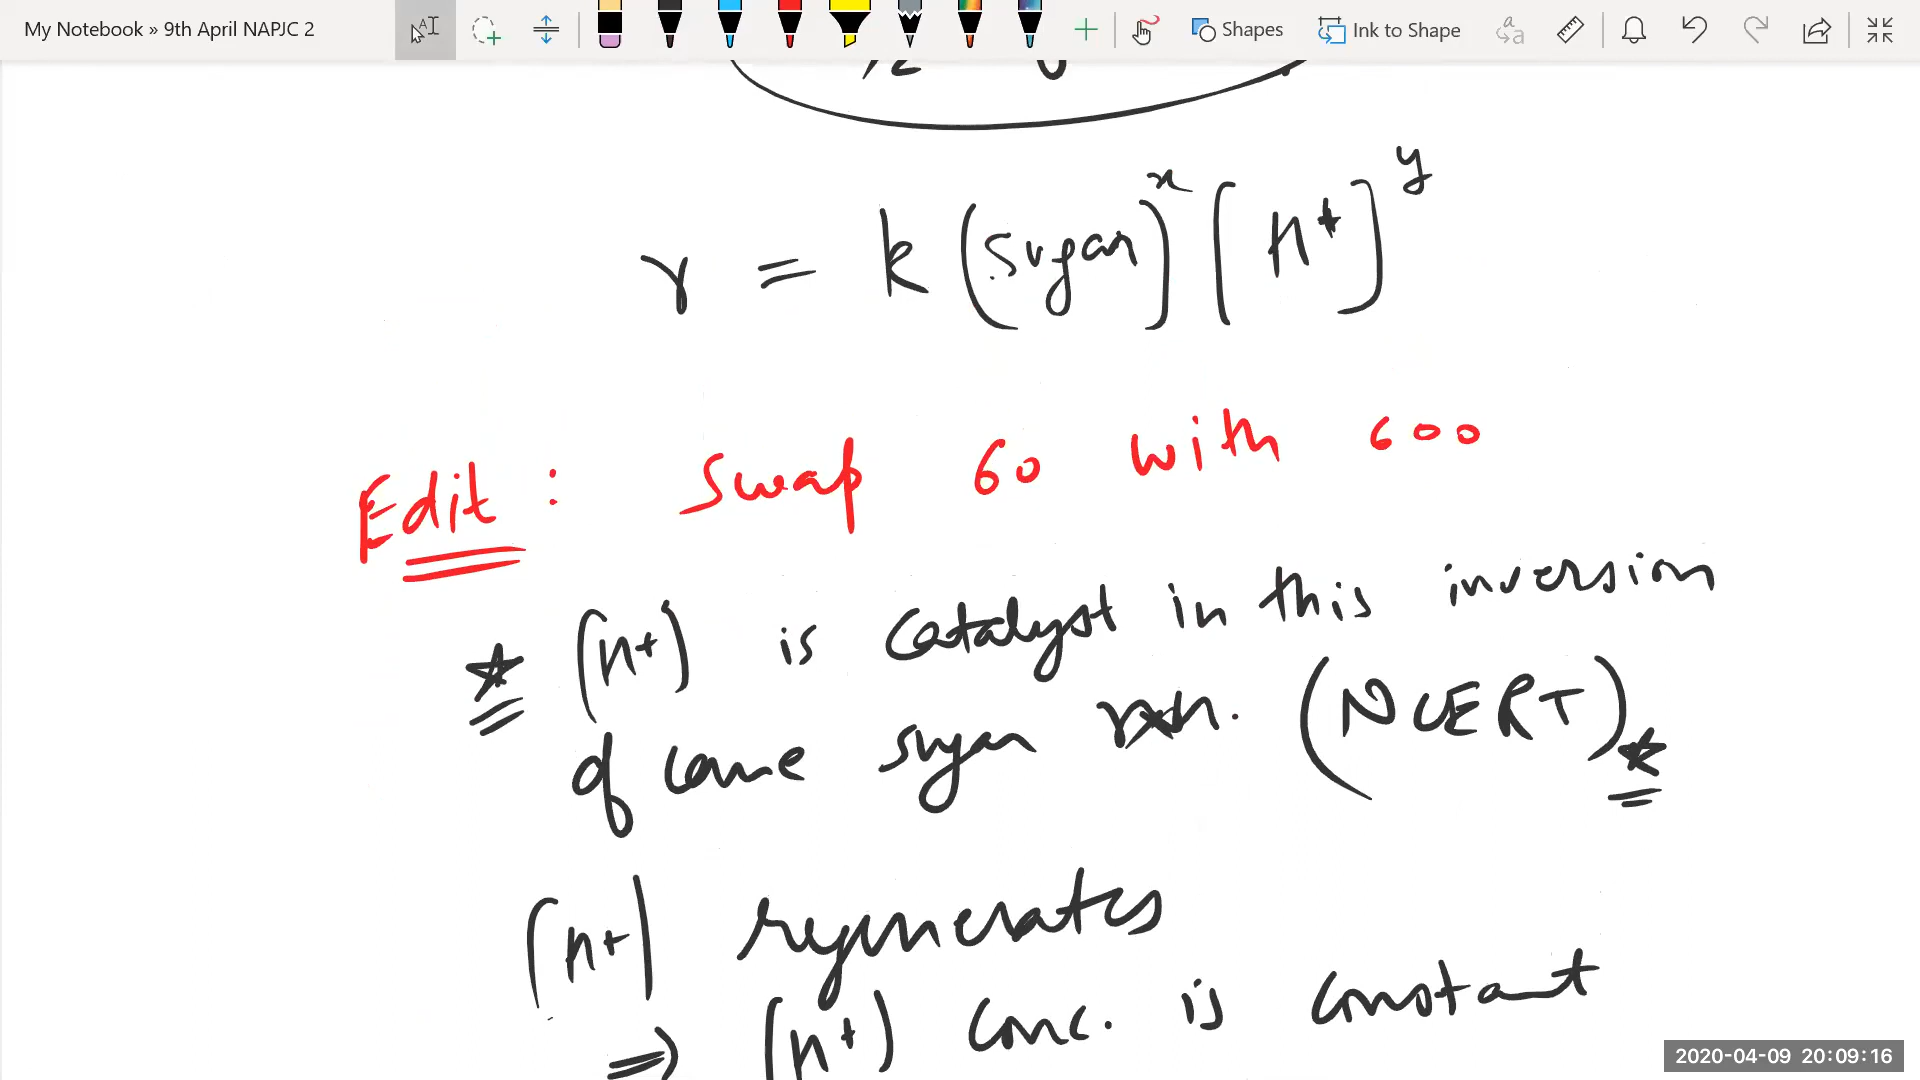 My Notebook » 9th April NAPJC 2
Shapes
Ink to Shape
r = k (Sugar)^x [H+]^y
Edit : Swap 60 with 600
* (H+) is catalyst in this inversion
of cane sugar rxn. (NCERT)*
(H+) regenerates
⇒ (H+) conc. is constant
2020-04-09 20:09:16